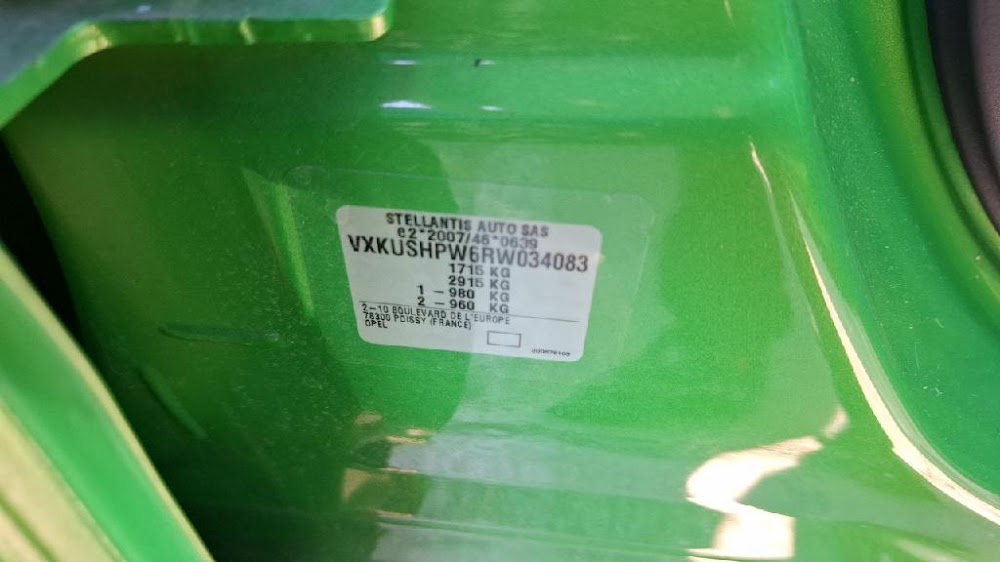 STELLANTIS AUTO SAS
e2*2007/46*0639
VXKUSHPW6RW034083
1715 KG
2915 KG
1 - 980 KG
2 - 960 KG
2-10 BOULEVARD DE L'EUROPE
78300 POISSY (FRANCE)
OPEL